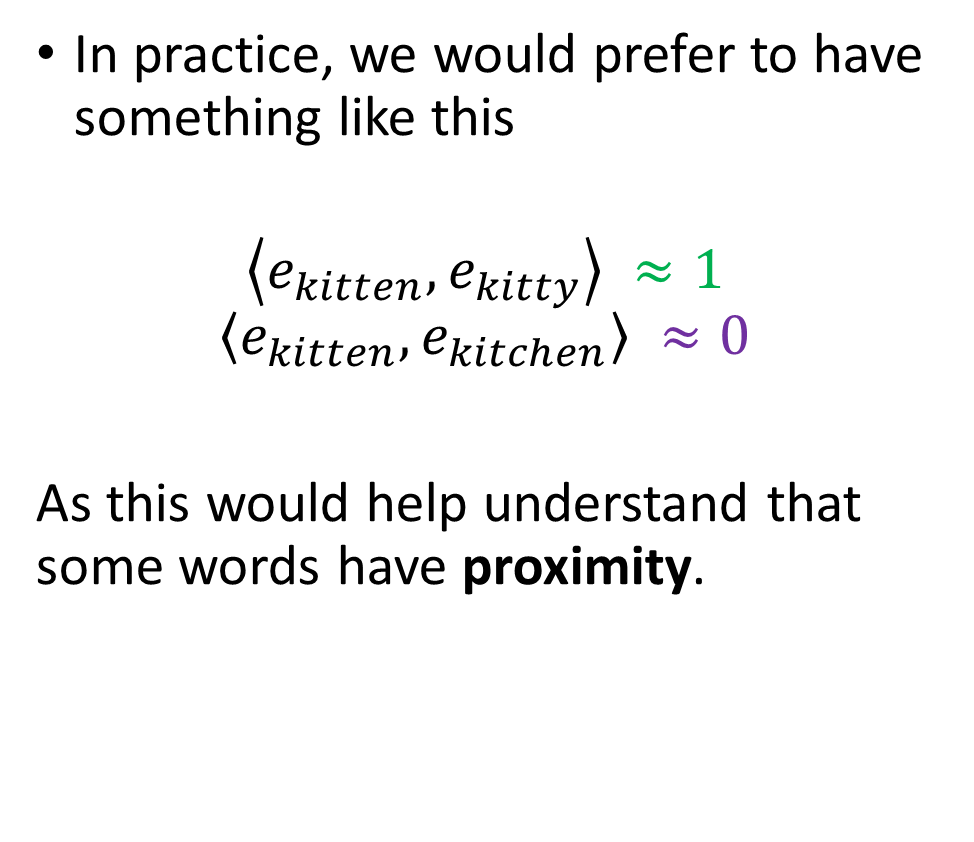 • In practice, we would prefer to have
something like this
⟨e_kitten, e_kitty⟩ ≈ 1
⟨e_kitten, e_kitchen⟩ ≈ 0
As this would help understand that
some words have proximity.